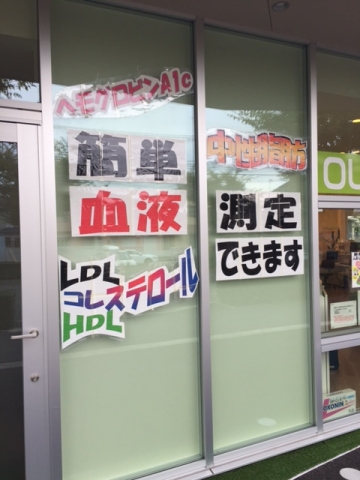 ヘモグロビンA1c
簡単
血液
LDL
コレステロール
HDL
中性脂肪
測定
できます
OU